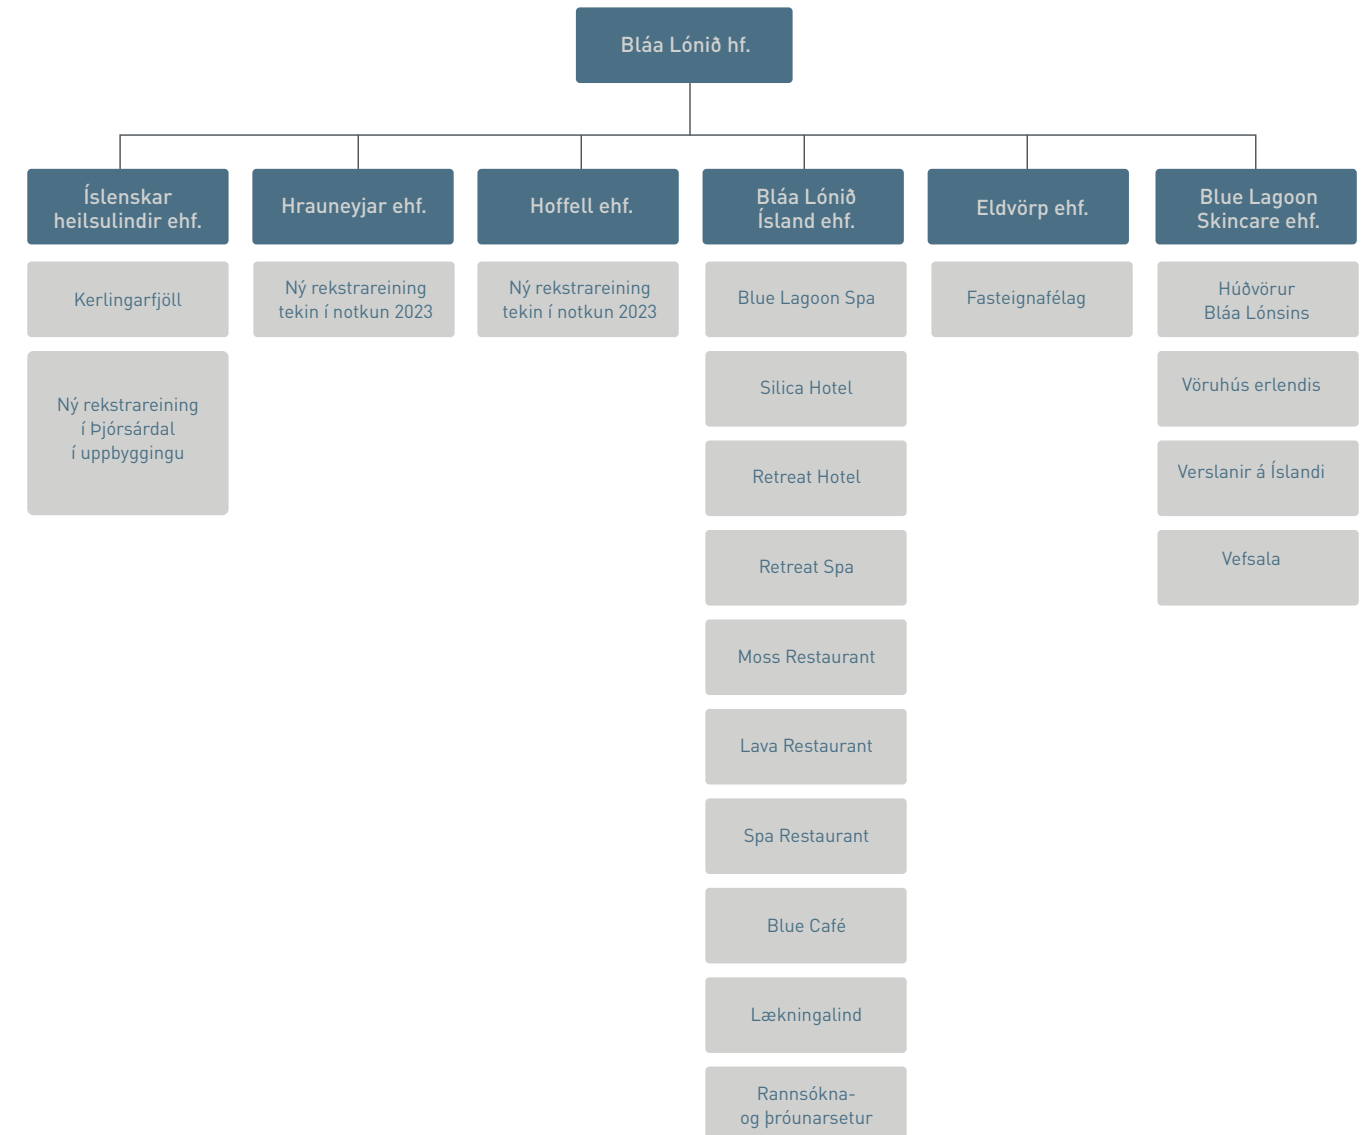 Bláa Lónið hf.
Íslenskar
heilsulindir ehf.
Hrauneyjar ehf.
Hoffell ehf.
Bláa Lónið
Ísland ehf.
Eldvörp ehf.
Blue Lagoon
Skincare ehf.
Kerlingarfjöll
Ný rekstrareining
í Þjórsárdal
í uppbyggingu
Ný rekstrareining
tekin í notkun 2023
Ný rekstrareining
tekin í notkun 2023
Blue Lagoon Spa
Silica Hotel
Retreat Hotel
Retreat Spa
Moss Restaurant
Lava Restaurant
Spa Restaurant
Blue Café
Lækningalind
Rannsókna-
og þróunarsetur
Fasteignafélag
Húðvörur
Bláa Lónsins
Vöruhús erlendis
Verslanir á Íslandi
Vefsala